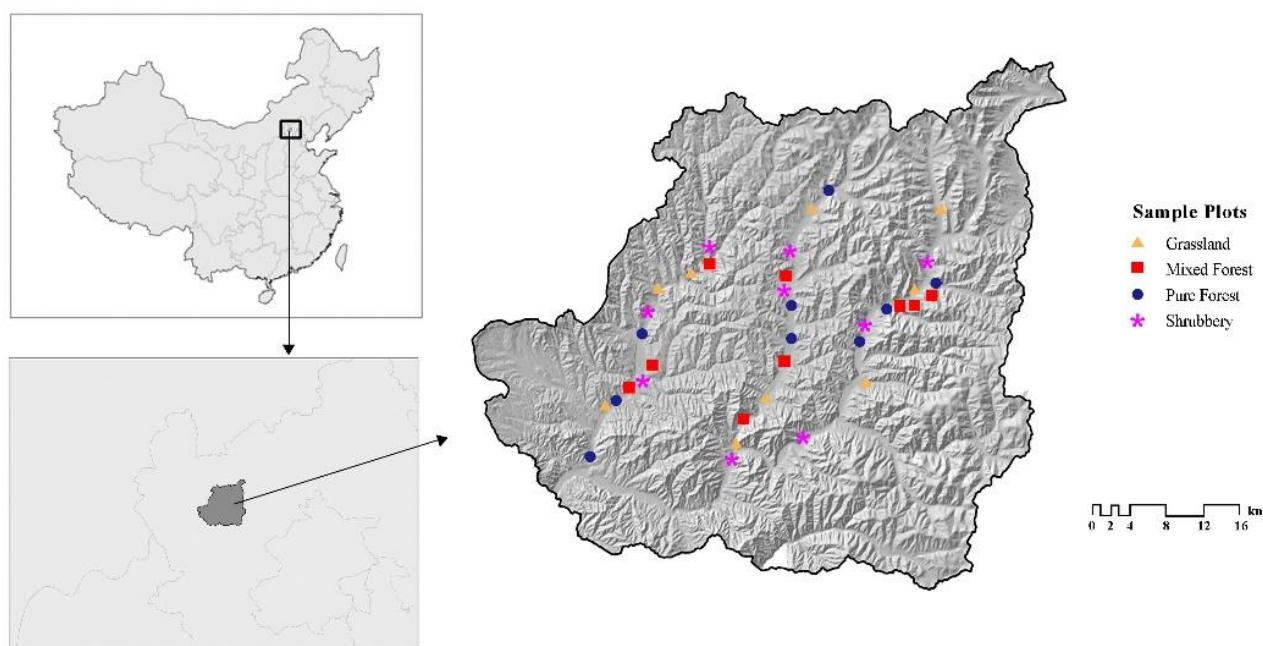 Sample Plots
Grassland
Mixed Forest
Pure Forest
Shrubbery
km
0 2 4 8 12 16